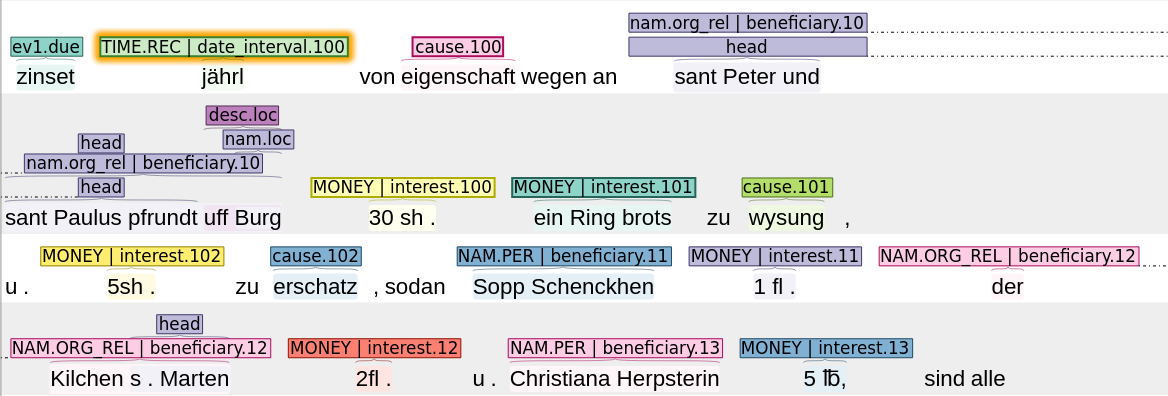 nam.org_rel | beneficiary.10
ev1.due TIME.REC | date_interval.100 cause.100 head
zinset jährl von eigenschaft wegen an sant Peter und
desc.loc
head nam.loc
nam.org_rel | beneficiary.10
head MONEY | interest.100 MONEY | interest.101 cause.101
sant Paulus pfrundt uff Burg 30 sh . ein Ring brots zu wysung ,
MONEY | interest.102 cause.102 NAM.PER | beneficiary.11 MONEY | interest.11 NAM.ORG_REL | beneficiary.12
u . 5sh . zu erschatz , sodan Sopp Schenckhen 1 fl . der
head
NAM.ORG_REL | beneficiary.12 MONEY | interest.12 NAM.PER | beneficiary.13 MONEY | interest.13
Kilchen s . Marten 2fl . u . Christiana Herpsterin 5 ℔, sind alle